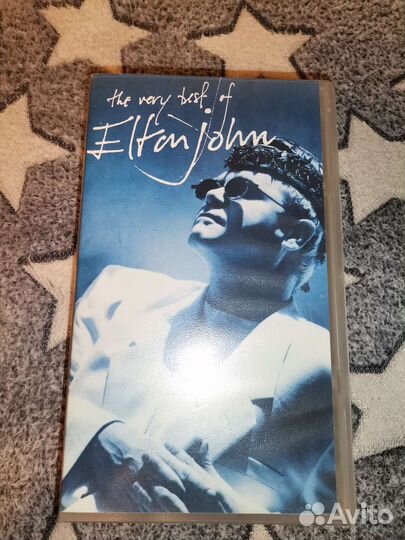 the very best of
Elton john
Avito